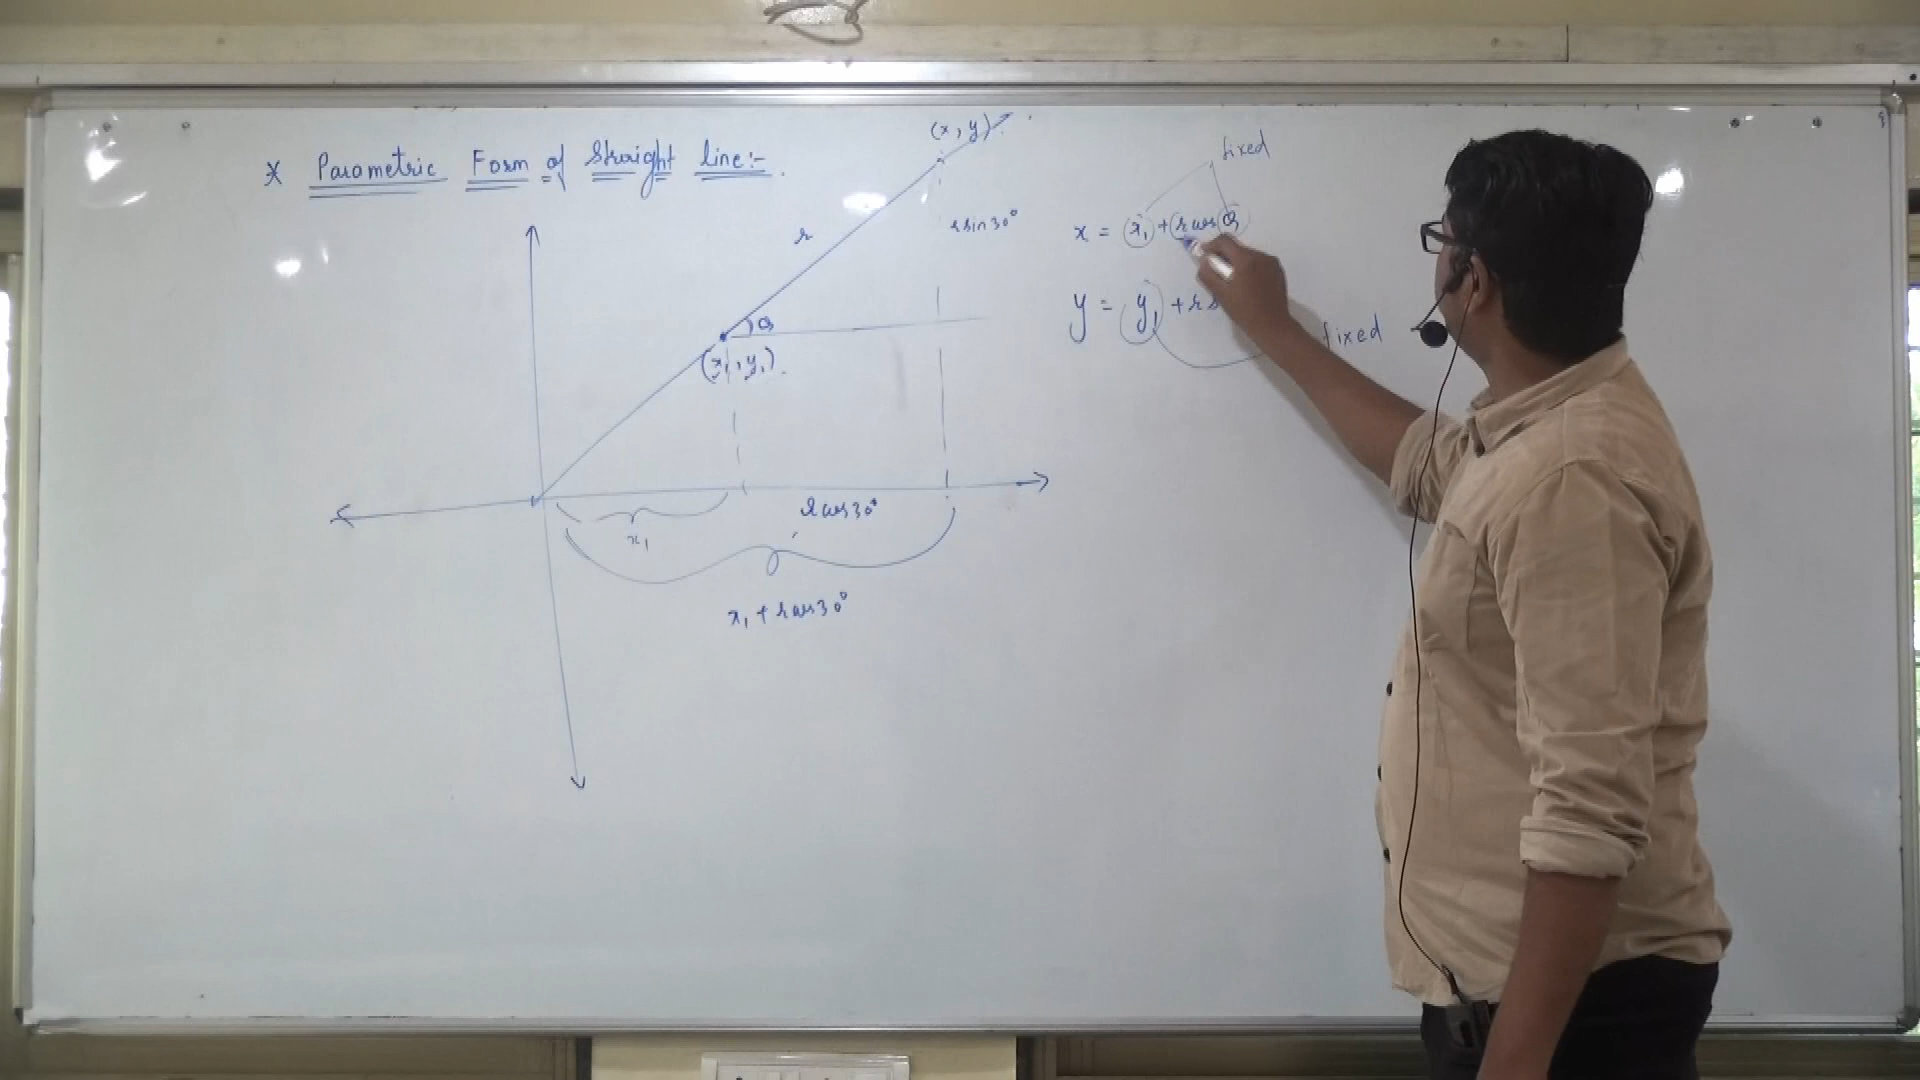 * Parametric Form of Straight line:-
(x, y)
r
r sin 30°
θ
(x₁, y₁)
r cos 30°
x₁
x₁ + r cos 30°
fixed
x = x₁ + r cos θ
y = y₁ + r s
fixed